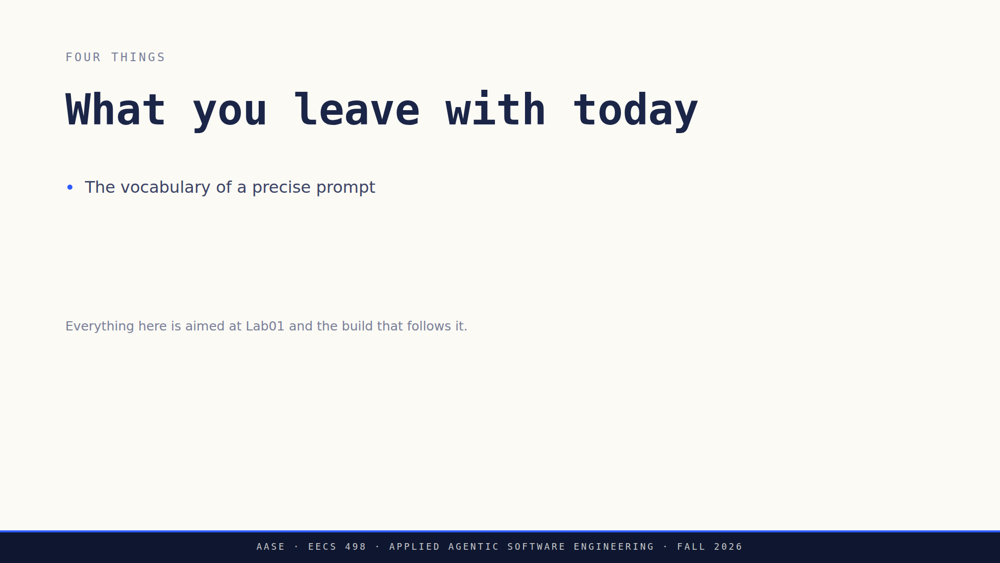 FOUR THINGS
What you leave with today
• The vocabulary of a precise prompt
Everything here is aimed at Lab01 and the build that follows it.
AASE · EECS 498 · APPLIED AGENTIC SOFTWARE ENGINEERING · FALL 2026